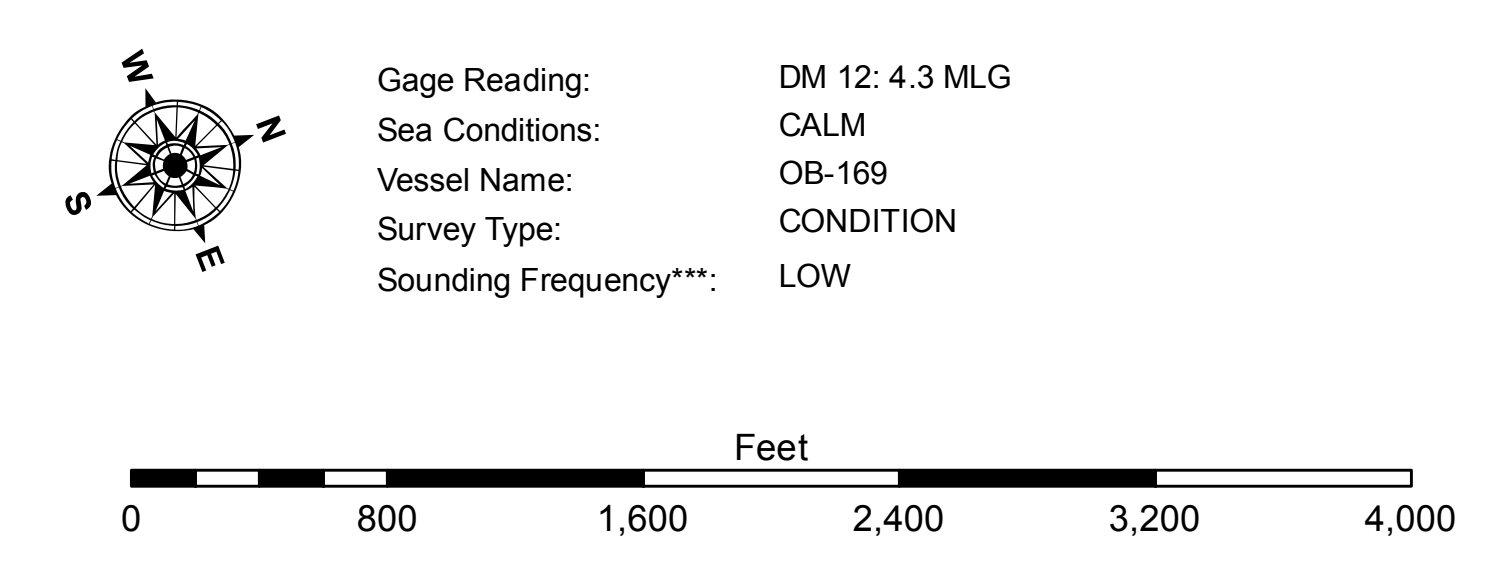 W
N
S
E
Gage Reading: DM 12: 4.3 MLG
Sea Conditions: CALM
Vessel Name: OB-169
Survey Type: CONDITION
Sounding Frequency***: LOW
Feet
0 800 1,600 2,400 3,200 4,000